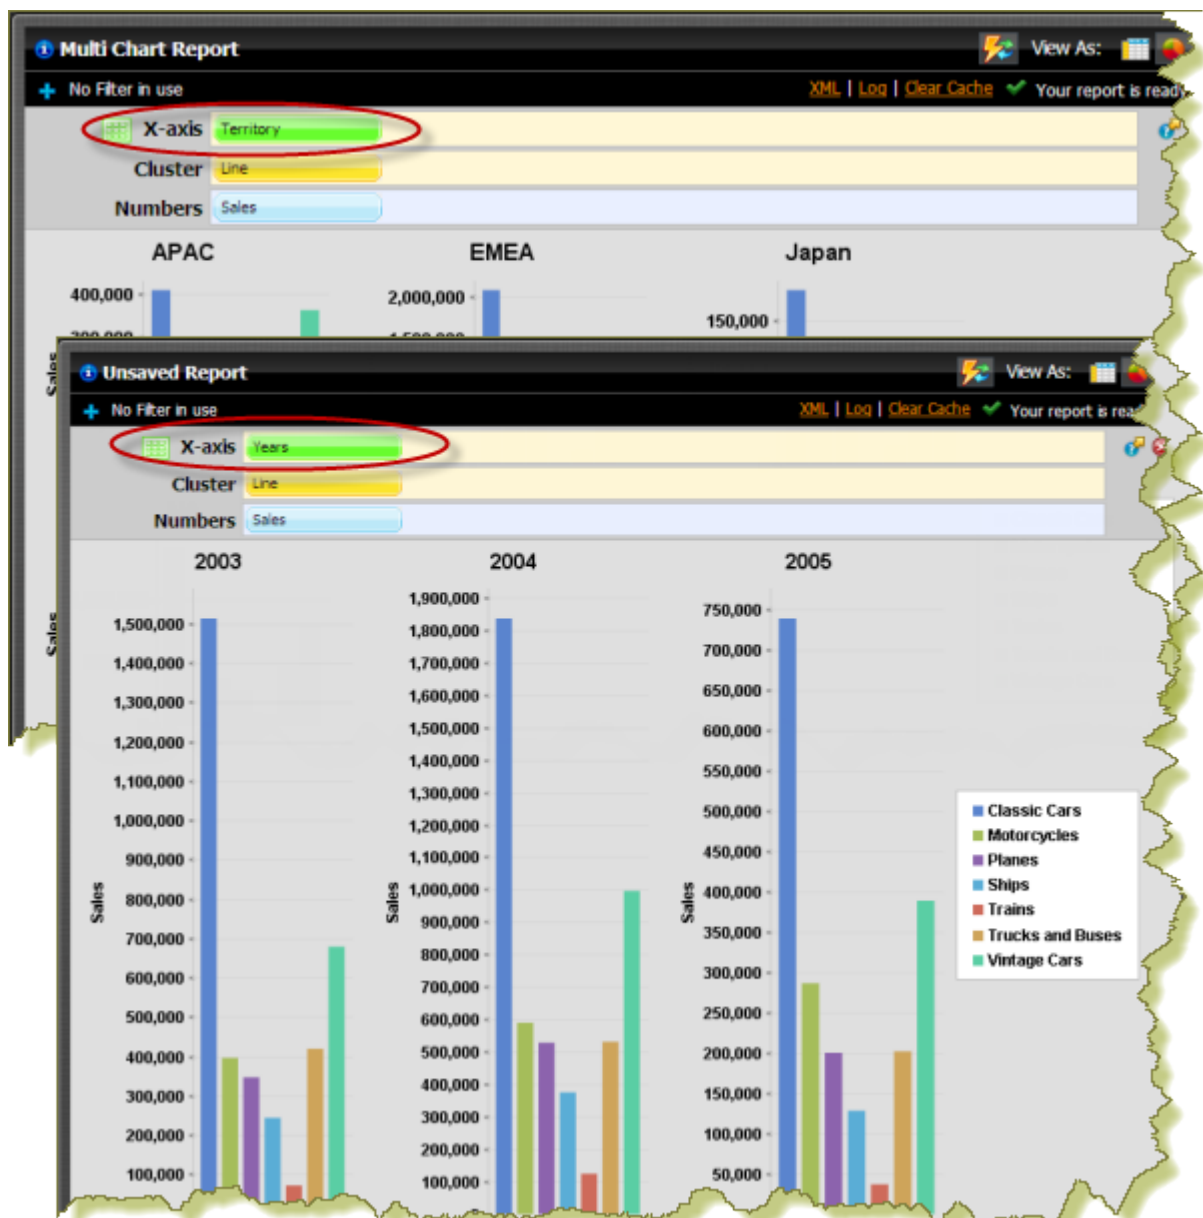 Multi Chart Report
View As:
No Filter in use
XML | Log | Clear Cache
Your report is ready
X-axis Territory
Cluster Line
Numbers Sales
APAC EMEA Japan
400,000
2,000,000
150,000
Sales
Sales
Unsaved Report
View As:
No Filter in use
XML | Log | Clear Cache
Your report is
X-axis Years
Cluster Line
Numbers Sales
2003
1,500,000
1,400,000
1,300,000
1,200,000
1,100,000
1,000,000
900,000
800,000
700,000
600,000
500,000
400,000
300,000
200,000
100,000
Sales
2004
1,900,000
1,800,000
1,700,000
1,600,000
1,500,000
1,400,000
1,300,000
1,200,000
1,100,000
1,000,000
900,000
800,000
700,000
600,000
500,000
400,000
300,000
200,000
100,000
Sales
2005
750,000
700,000
650,000
600,000
550,000
500,000
450,000
400,000
350,000
300,000
250,000
200,000
150,000
100,000
50,000
Sales
Classic Cars
Motorcycles
Planes
Ships
Trains
Trucks and Buses
Vintage Cars